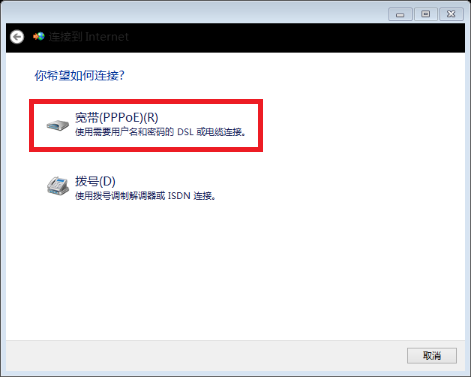 连接到 Internet
你希望如何连接?
宽带(PPPoE)(R)
使用需要用户名和密码的 DSL 或电缆连接。
拨号(D)
使用拨号调制解调器或 ISDN 连接。
取消